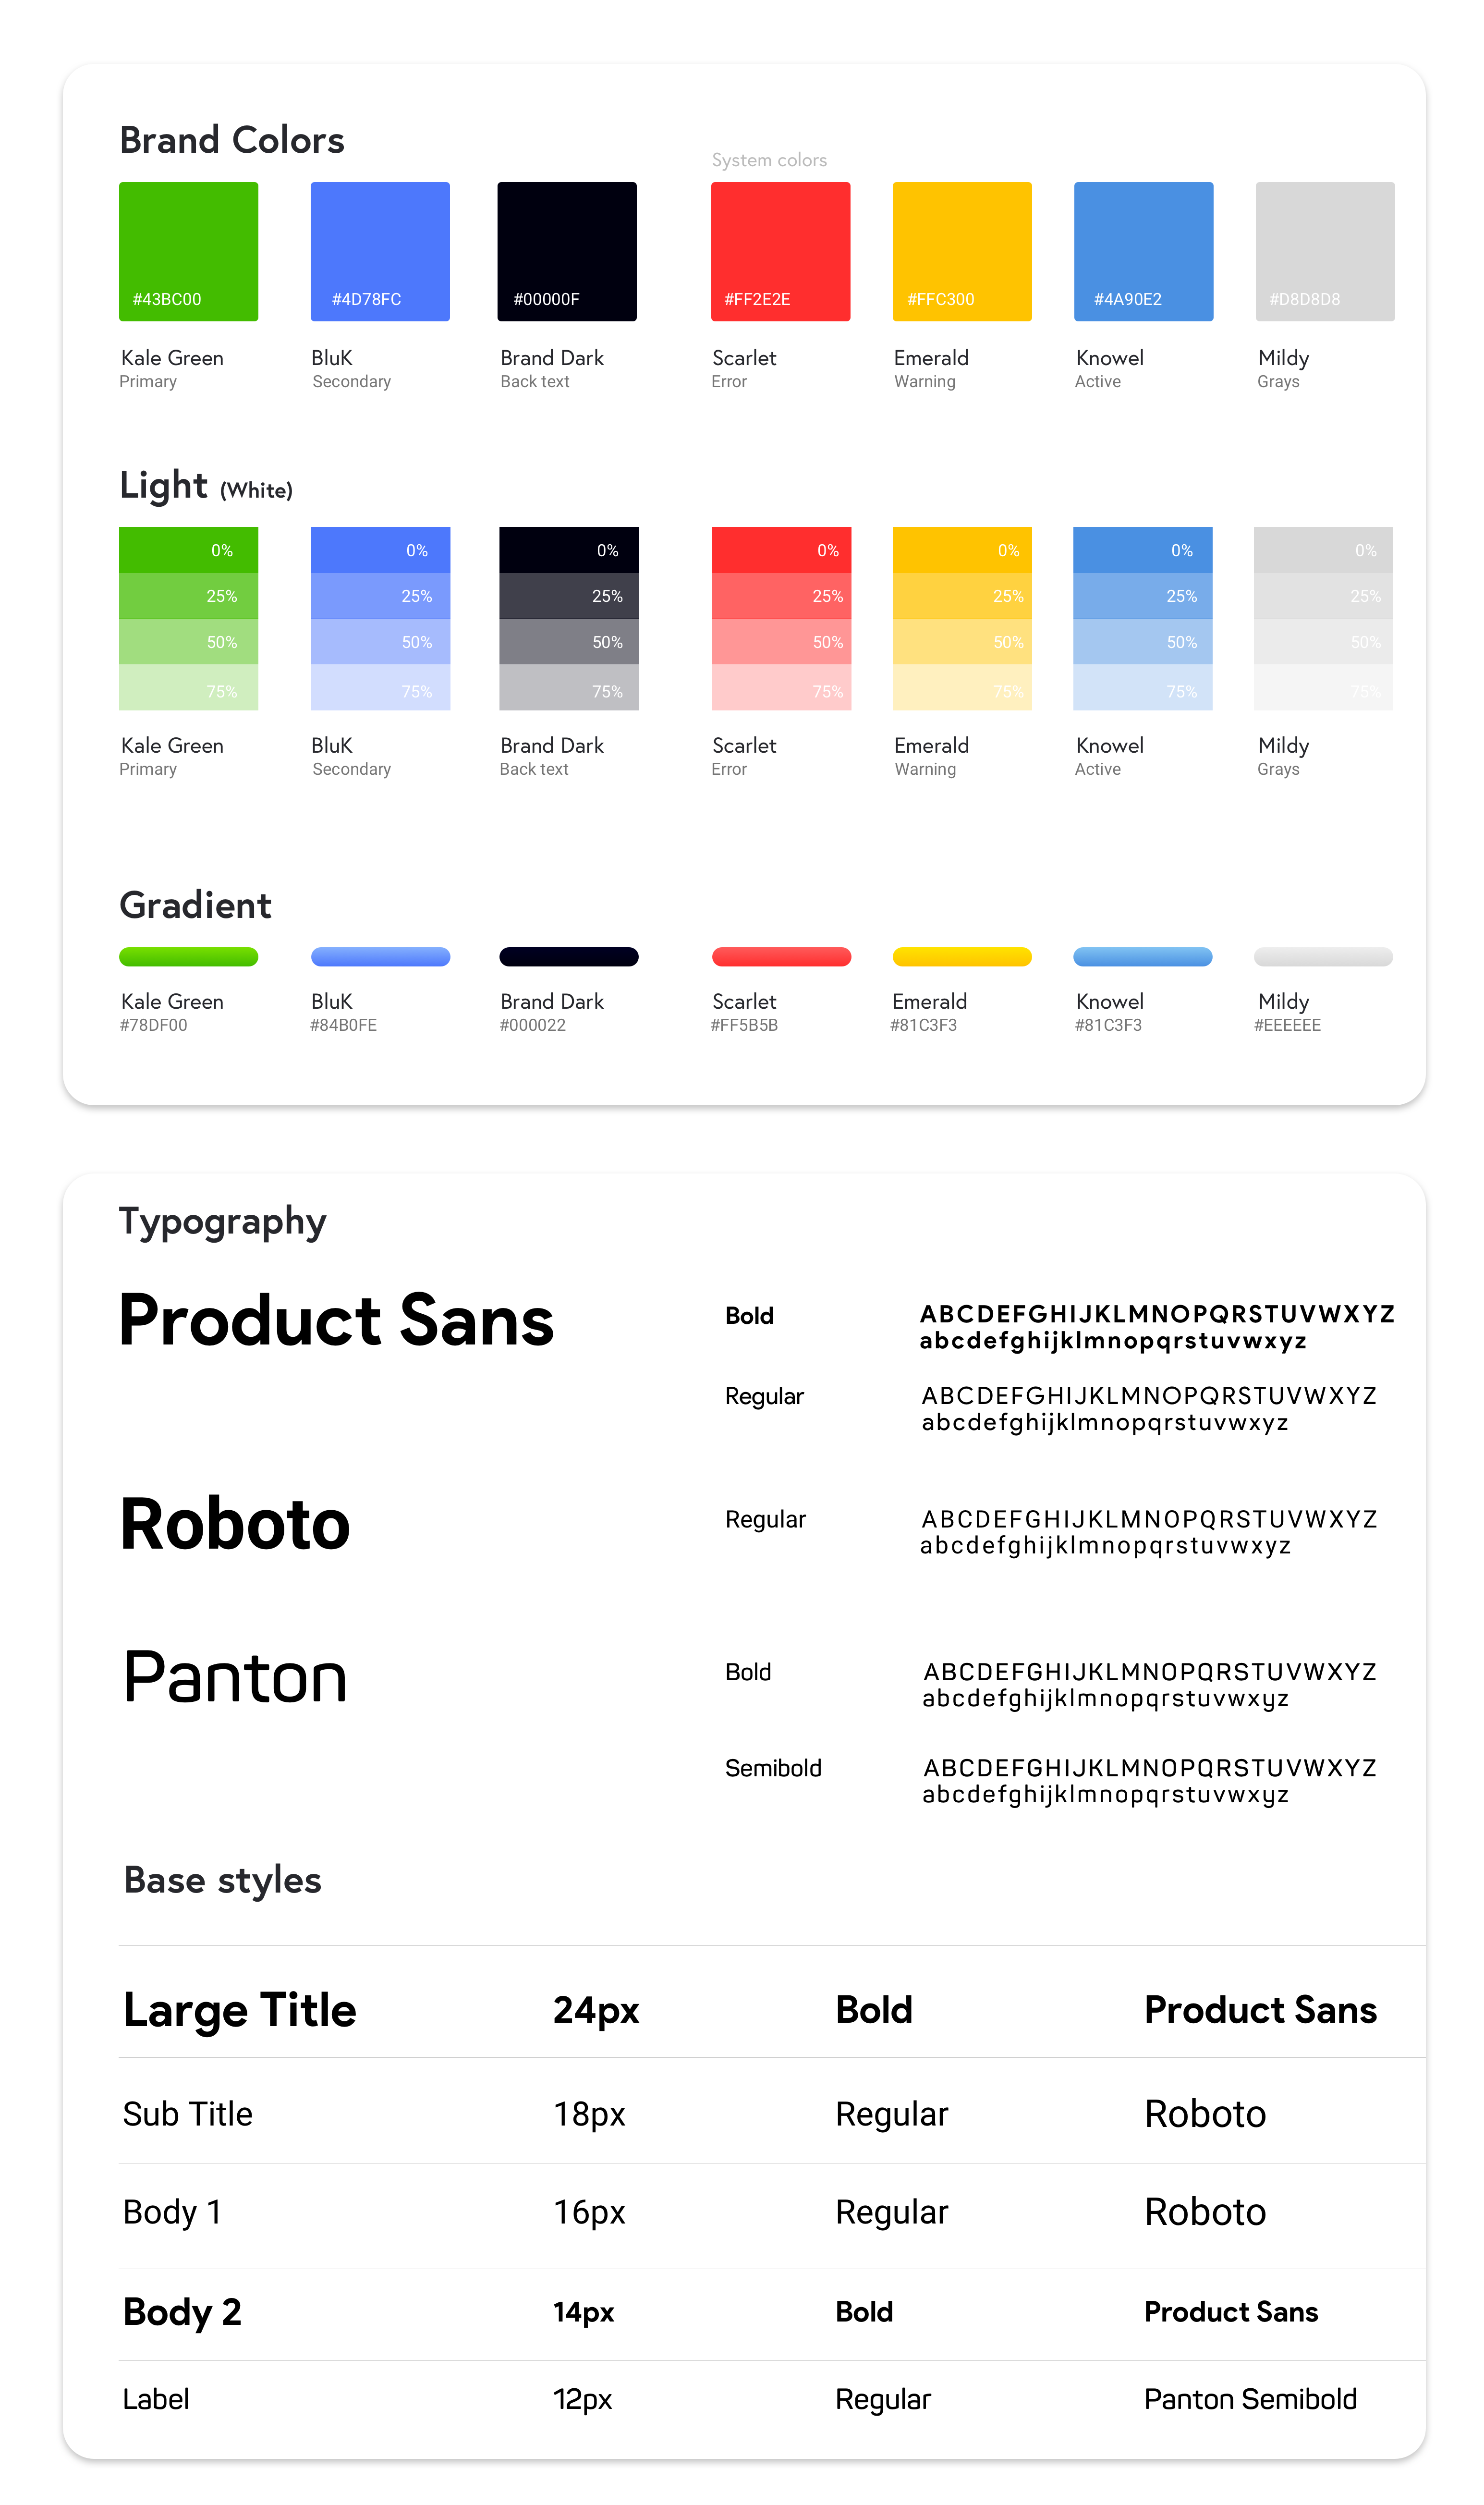 Brand Colors
System colors
#43BC00 #4D78FC #00000F #FF2E2E #FFC300 #4A90E2 #D8D8D8
Kale Green BluK Brand Dark Scarlet Emerald Knowel Mildy
Primary Secondary Back text Error Warning Active Grays
Light (White)
0% 0% 0% 0% 0% 0% 0%
25% 25% 25% 25% 25% 25% 25%
50% 50% 50% 50% 50% 50% 50%
75% 75% 75% 75% 75% 75% 75%
Kale Green BluK Brand Dark Scarlet Emerald Knowel Mildy
Primary Secondary Back text Error Warning Active Grays
Gradient
Kale Green BluK Brand Dark Scarlet Emerald Knowel Mildy
#78DF00 #84B0FE #000022 #FF5B5B #81C3F3 #81C3F3 #EEEEEE
Typography
Product Sans
Bold ABCDEFGHIJKLMNOPQRSTUVWXYZ
abcdefghijklmnopqrstuvwxyz
Regular ABCDEFGHIJKLMNOPQRSTUVWXYZ
abcdefghijklmnopqrstuvwxyz
Roboto
Regular ABCDEFGHIJKLMNOPQRSTUVWXYZ
abcdefghijklmnopqrstuvwxyz
Panton
Bold ABCDEFGHIJKLMNOPQRSTUVWXYZ
abcdefghijklmnopqrstuvwxyz
Semibold ABCDEFGHIJKLMNOPQRSTUVWXYZ
abcdefghijklmnopqrstuvwxyz
Base styles
Large Title 24px Bold Product Sans
Sub Title 18px Regular Roboto
Body 1 16px Regular Roboto
Body 2 14px Bold Product Sans
Label 12px Regular Panton Semibold